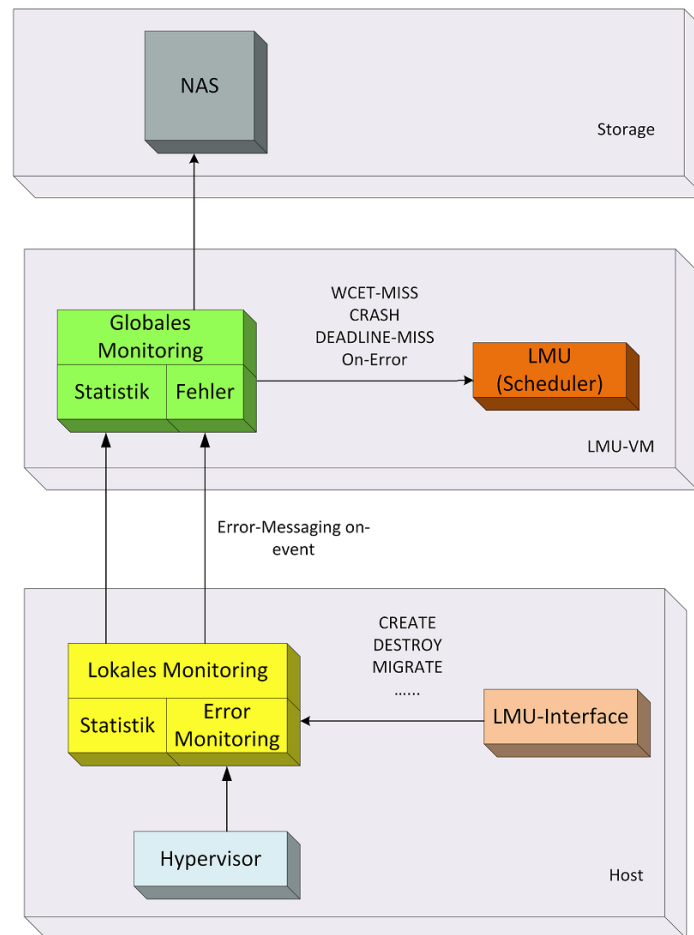 NAS
Storage
WCET-MISS
CRASH
DEADLINE-MISS
On-Error
Globales
Monitoring
Statistik
Fehler
LMU
(Scheduler)
LMU-VM
Error-Messaging on-
event
CREATE
DESTROY
MIGRATE
......
Lokales Monitoring
Statistik
Error
Monitoring
LMU-Interface
Hypervisor
Host